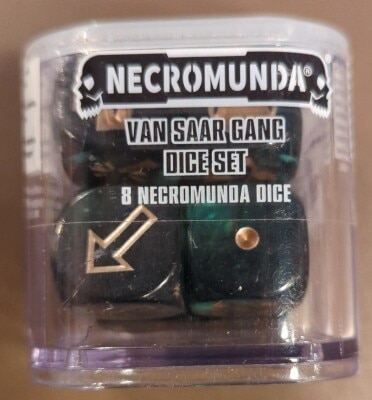 NECROMUNDA®
VAN SAAR GANG
DICE SET
8 NECROMUNDA DICE